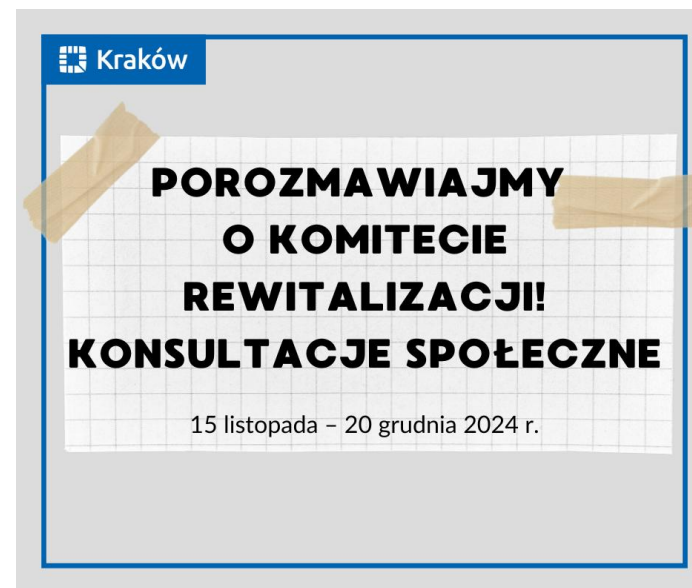 Kraków
POROZMAWIAJMY
O KOMITECIE
REWITALIZACJI!
KONSULTACJE SPOŁECZNE
15 listopada – 20 grudnia 2024 r.